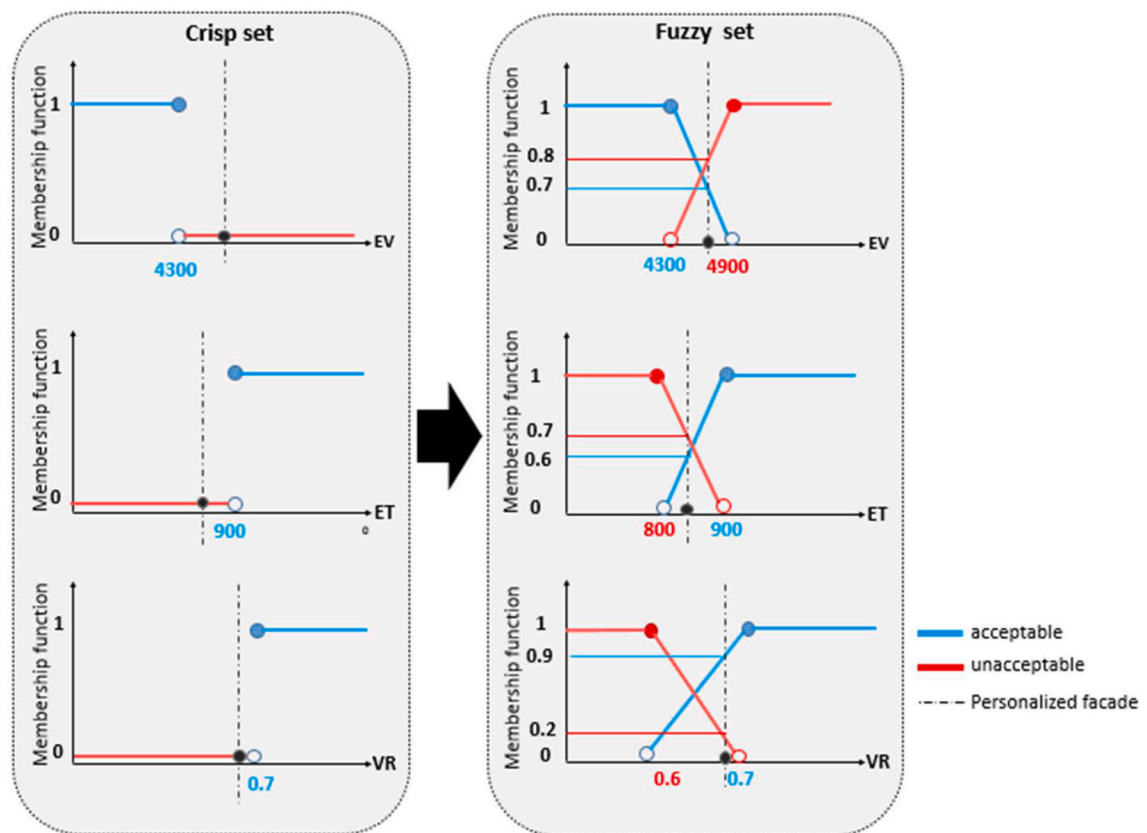 Crisp set
Membership function
1
0
EV
4300
Membership function
1
0
ET
900
0
Membership function
1
0
VR
0.7
Fuzzy set
Membership function
1
0.8
0.7
0
EV
4300
4900
Membership function
1
0.7
0.6
0
ET
800
900
Membership function
1
0.9
0.2
0
VR
0.6
0.7
acceptable
unacceptable
Personalized facade